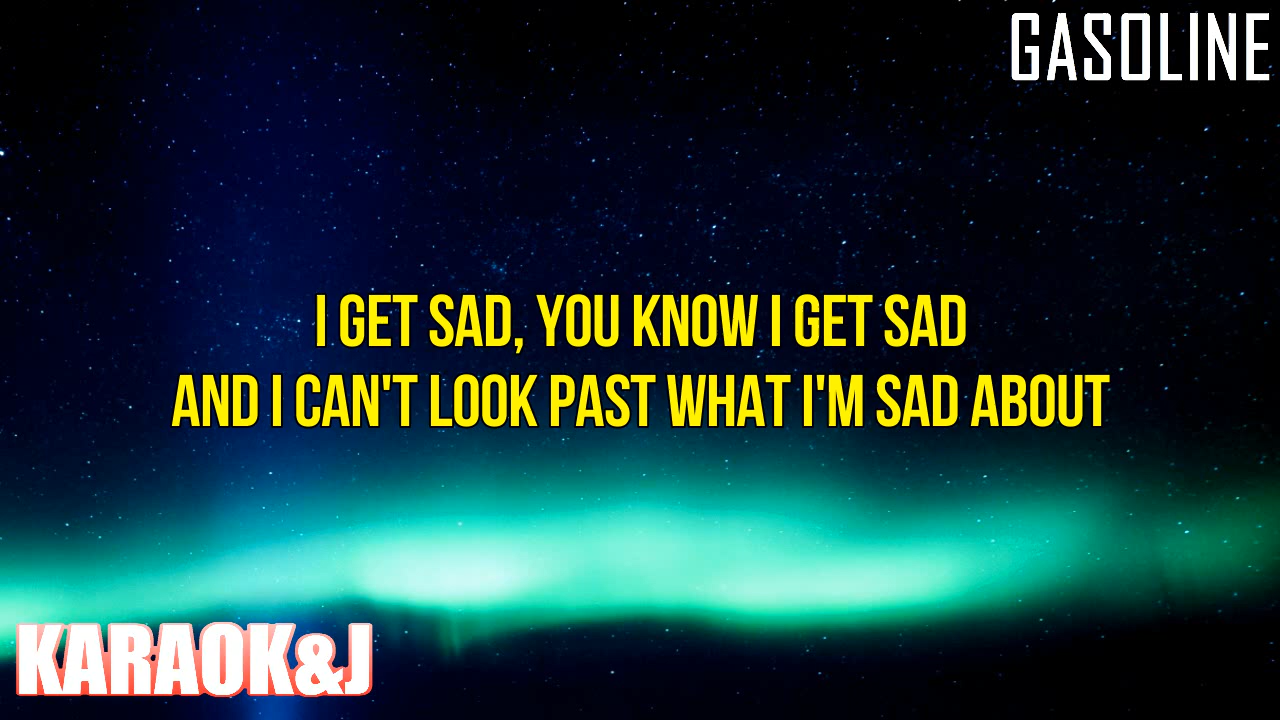 GASOLINE
I GET SAD, YOU KNOW I GET SAD
AND I CAN'T LOOK PAST WHAT I'M SAD ABOUT
KARAOK&J